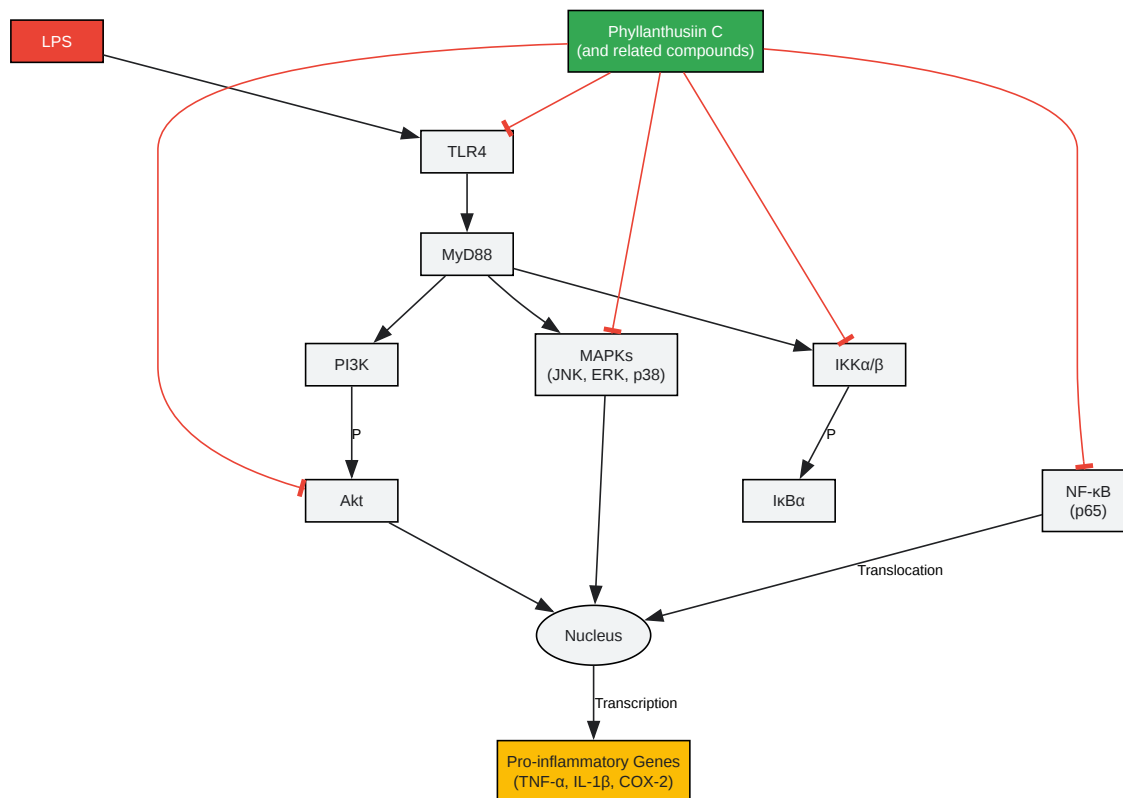 LPS
Phyllanthusiin C
(and related compounds)
TLR4
MyD88
PI3K
MAPKs
(JNK, ERK, p38)
IKKα/β
P
P
Akt
IκBα
NF-κB
(p65)
Translocation
Nucleus
Transcription
Pro-inflammatory Genes
(TNF-α, IL-1β, COX-2)